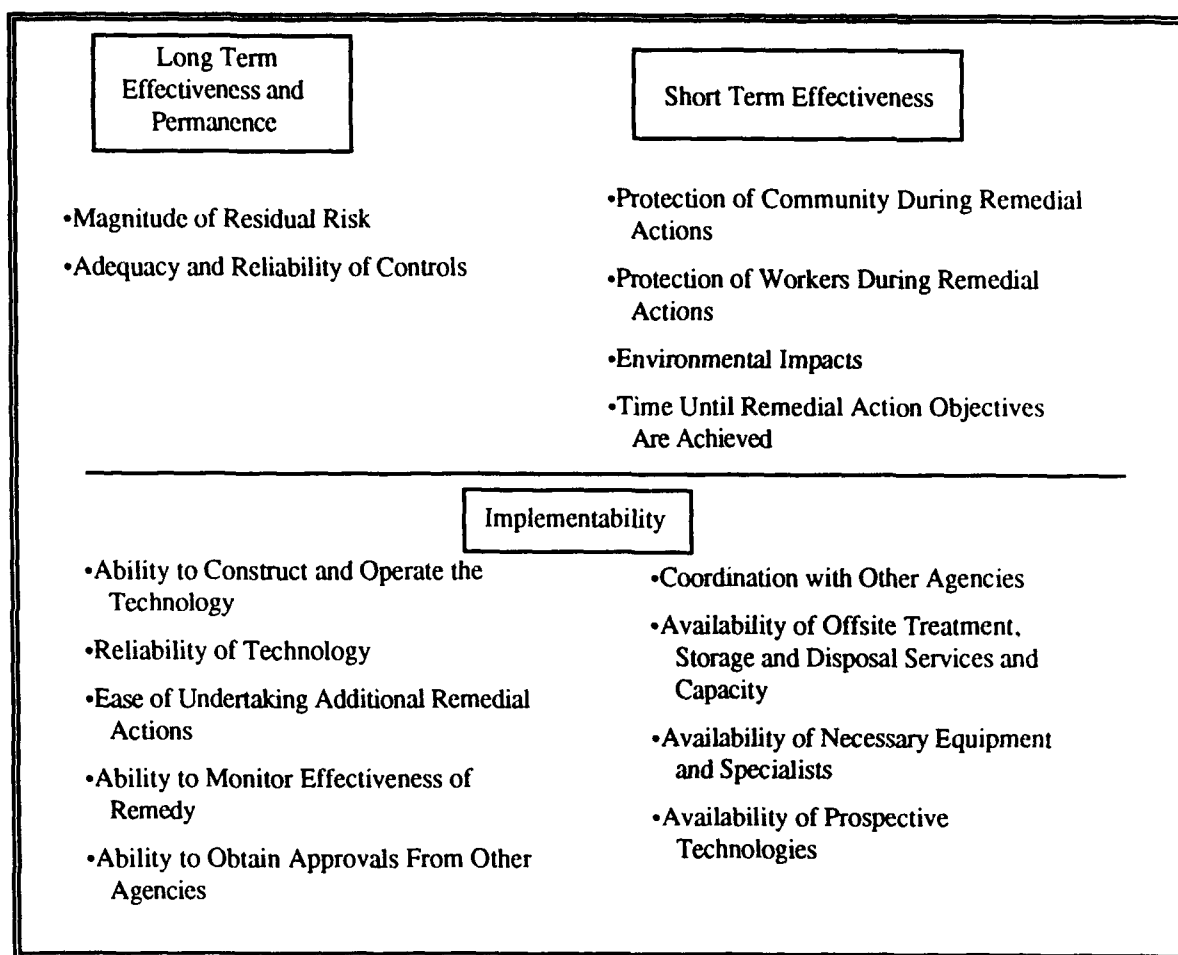 Long Term
Effectiveness and
Permanence
•Magnitude of Residual Risk
•Adequacy and Reliability of Controls
Short Term Effectiveness
•Protection of Community During Remedial
Actions
•Protection of Workers During Remedial
Actions
•Environmental Impacts
•Time Until Remedial Action Objectives
Are Achieved
Implementability
•Ability to Construct and Operate the
Technology
•Reliability of Technology
•Ease of Undertaking Additional Remedial
Actions
•Ability to Monitor Effectiveness of
Remedy
•Ability to Obtain Approvals From Other
Agencies
•Coordination with Other Agencies
•Availability of Offsite Treatment,
Storage and Disposal Services and
Capacity
•Availability of Necessary Equipment
and Specialists
•Availability of Prospective
Technologies